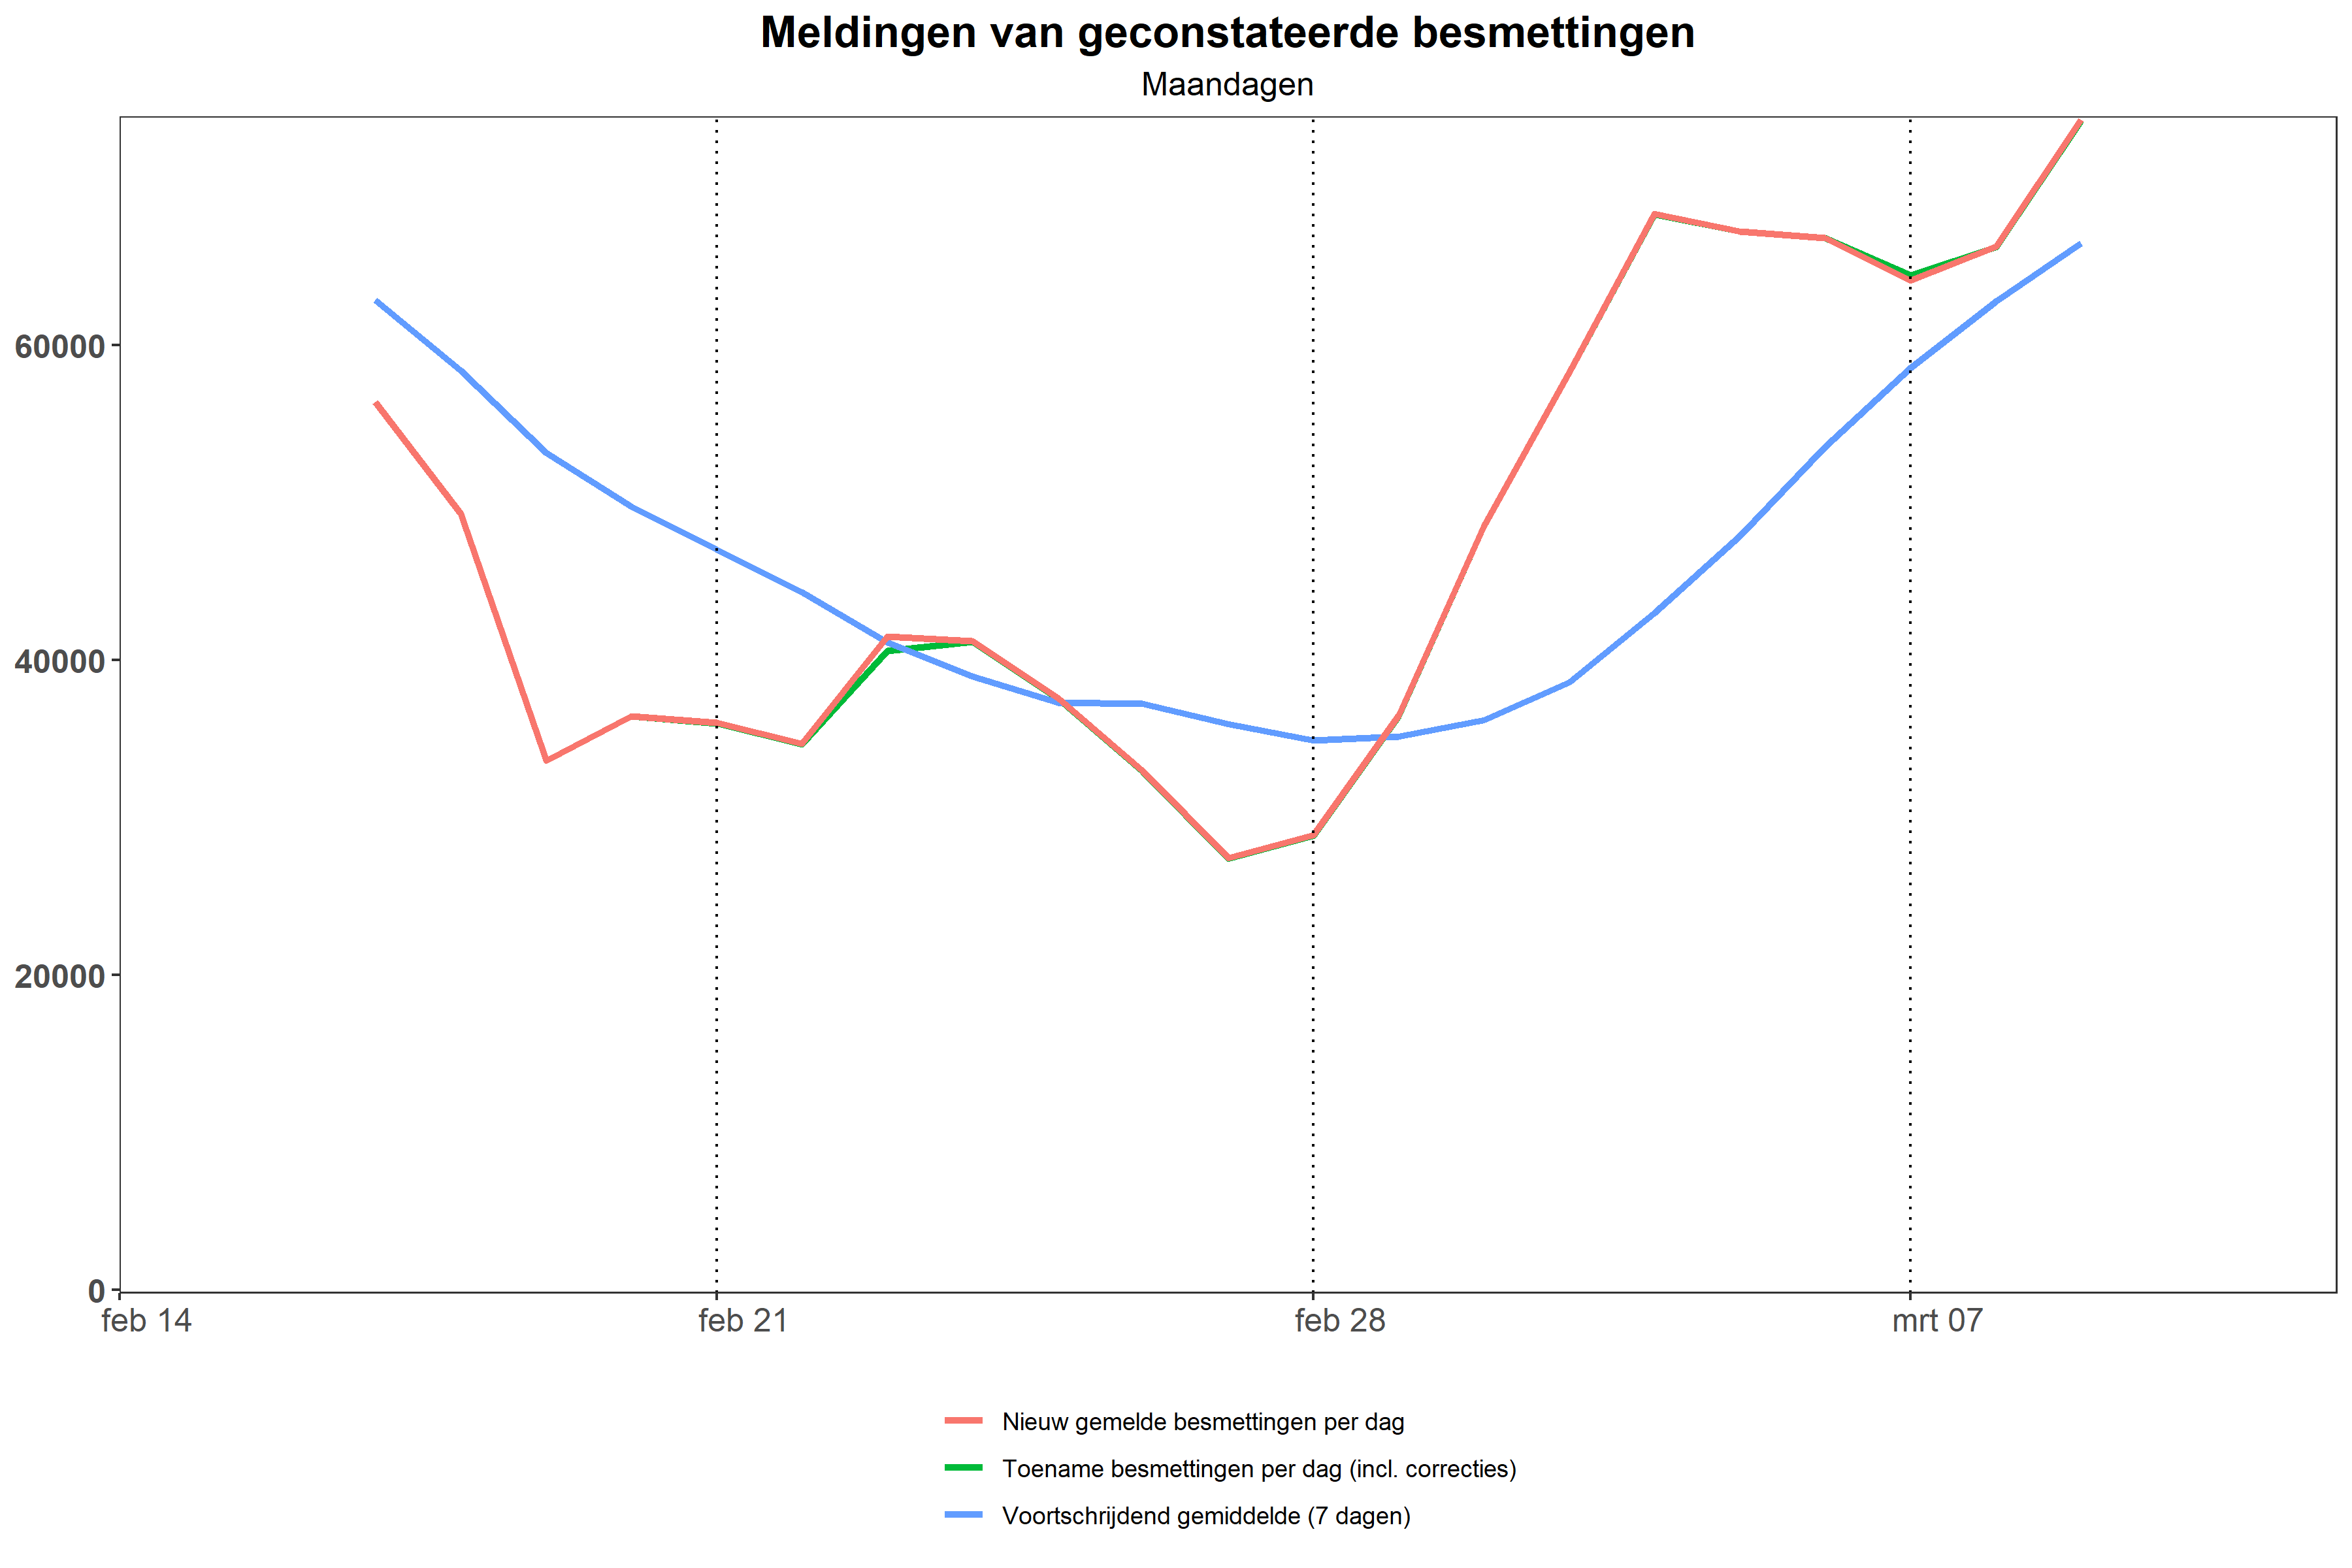 Meldingen van geconstateerde besmettingen
Maandagen
60000
40000
20000
0
feb 14
feb 21
feb 28
mrt 07
Nieuw gemelde besmettingen per dag
Toename besmettingen per dag (incl. correcties)
Voortschrijdend gemiddelde (7 dagen)